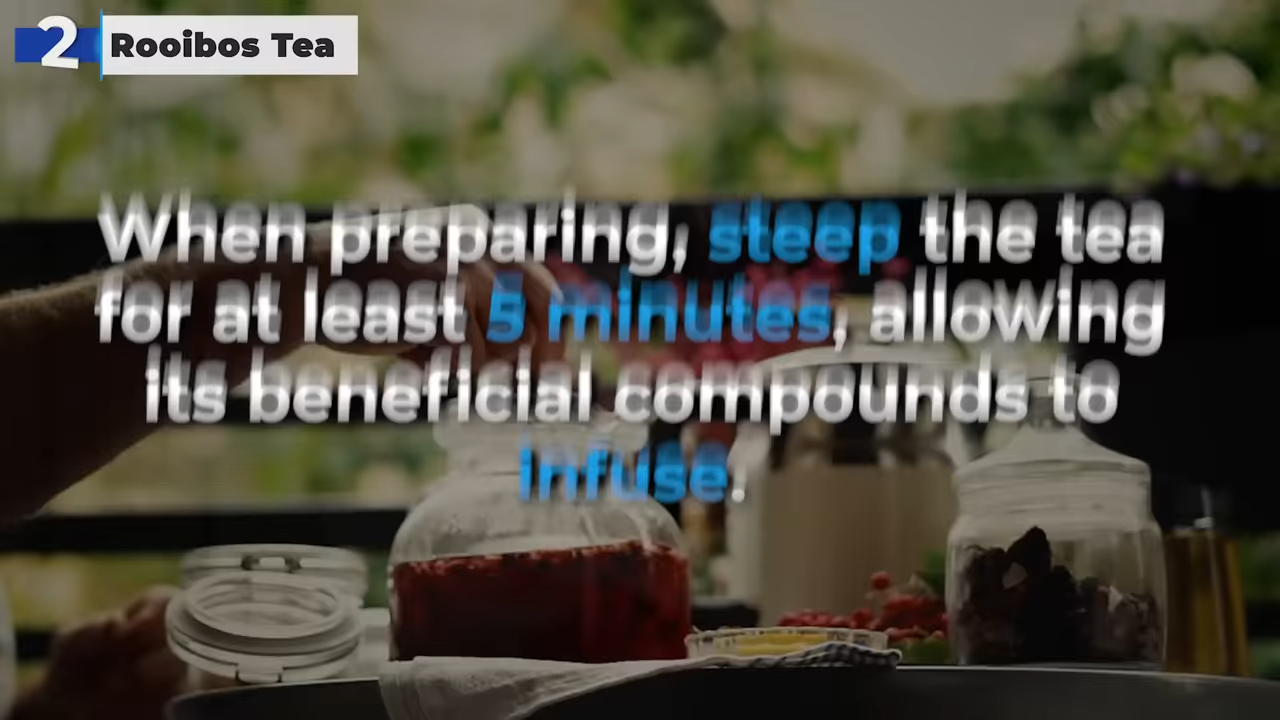 2 Rooibos Tea
When preparing, steep the tea
for at least 5 minutes, allowing
its beneficial compounds to
infuse.